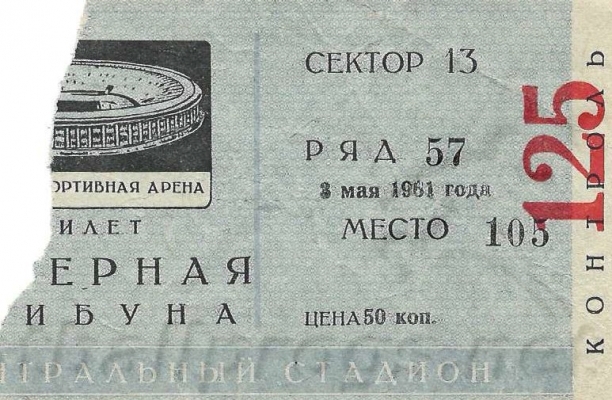 СЕКТОР 13
РЯД 57
3 мая 1961 года
МЕСТО 105
ЦЕНА 50 коп.
ОРТИВНАЯ АРЕНА
ИЛЕТ
ЕРНАЯ
ИБУНА
НТРАЛЬНЫЙ СТАДИОН
125
КОНТРОЛЬ